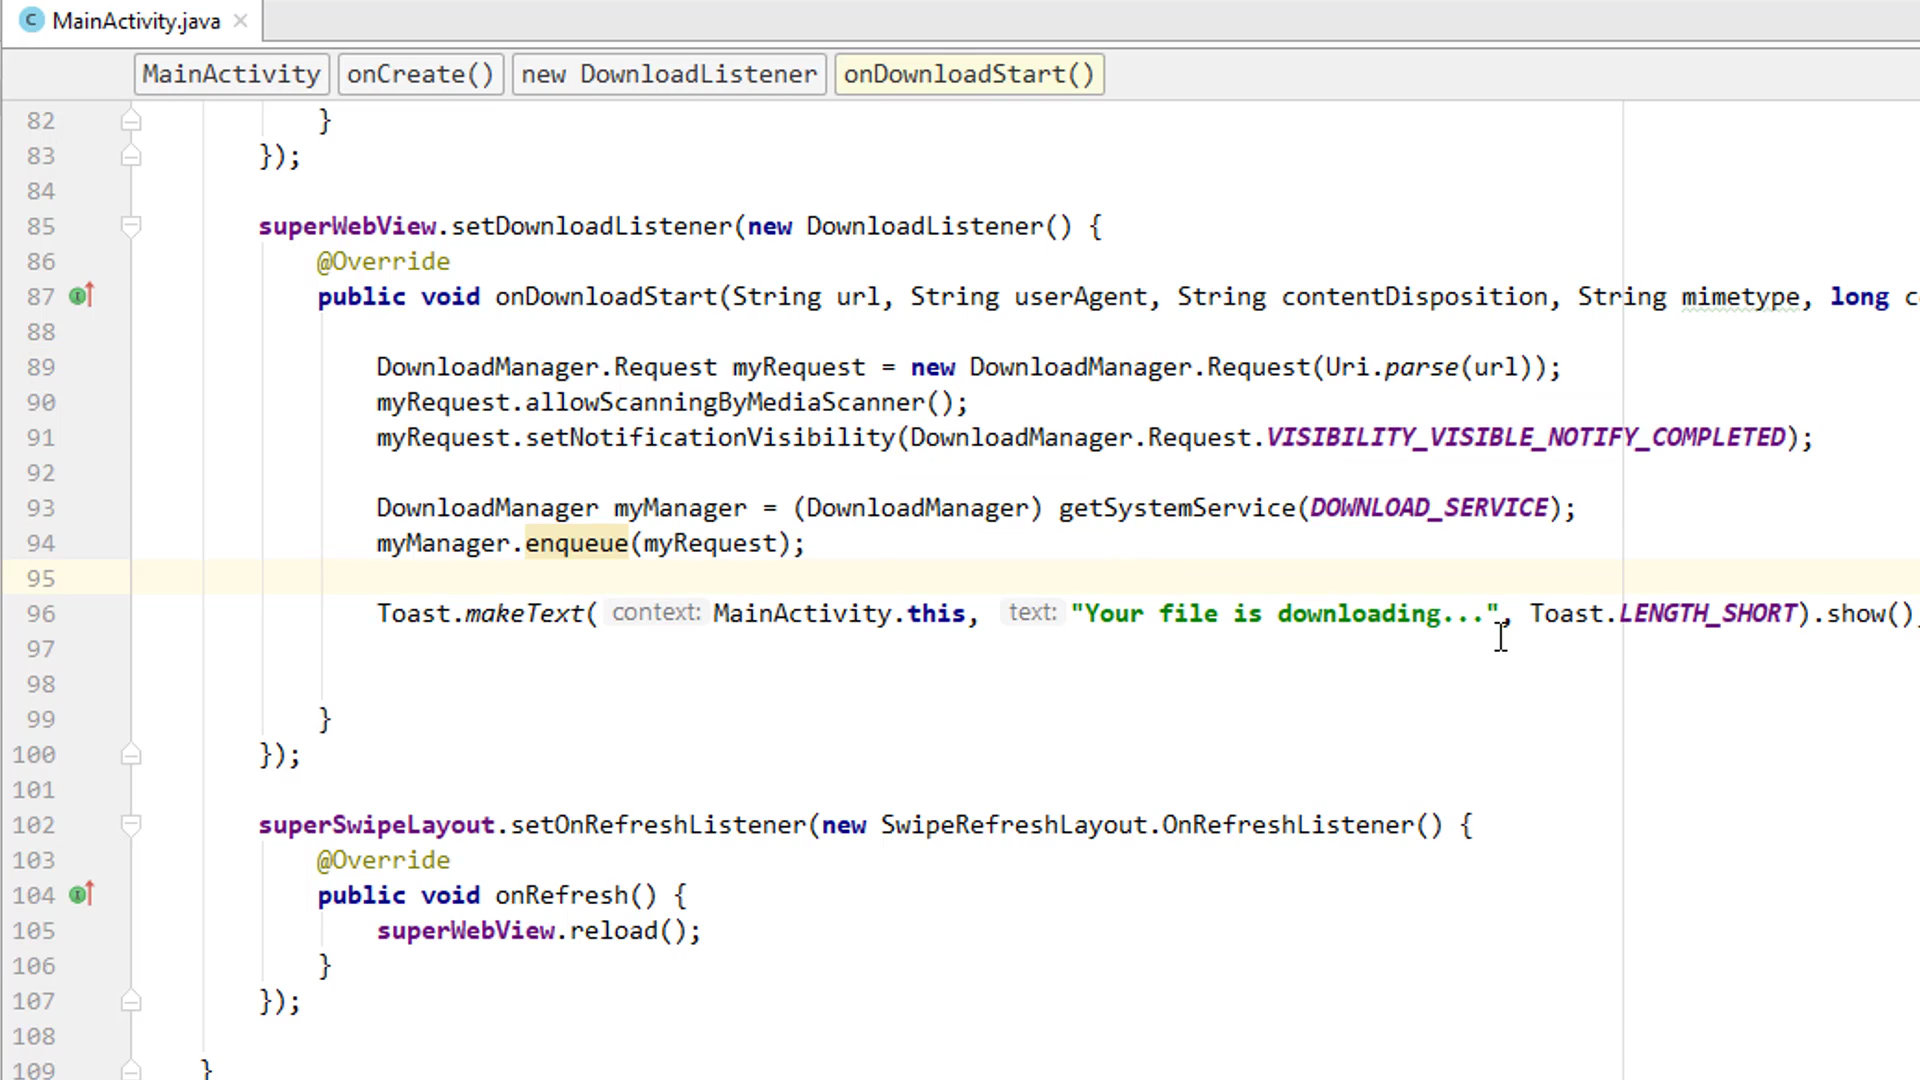 MainActivity.java
MainActivity onCreate() new DownloadListener onDownloadStart()
82 }
83 });
84
85 superWebView.setDownloadListener(new DownloadListener() {
86 @Override
87 public void onDownloadStart(String url, String userAgent, String contentDisposition, String mimetype, long c
88
89 DownloadManager.Request myRequest = new DownloadManager.Request(Uri.parse(url));
90 myRequest.allowScanningByMediaScanner();
91 myRequest.setNotificationVisibility(DownloadManager.Request.VISIBILITY_VISIBLE_NOTIFY_COMPLETED);
92
93 DownloadManager myManager = (DownloadManager) getSystemService(DOWNLOAD_SERVICE);
94 myManager.enqueue(myRequest);
95
96 Toast.makeText( context: MainActivity.this, text: "Your file is downloading...", Toast.LENGTH_SHORT).show()
97
98
99 }
100 });
101
102 superSwipeLayout.setOnRefreshListener(new SwipeRefreshLayout.OnRefreshListener() {
103 @Override
104 public void onRefresh() {
105 superWebView.reload();
106 }
107 });
108
109 }